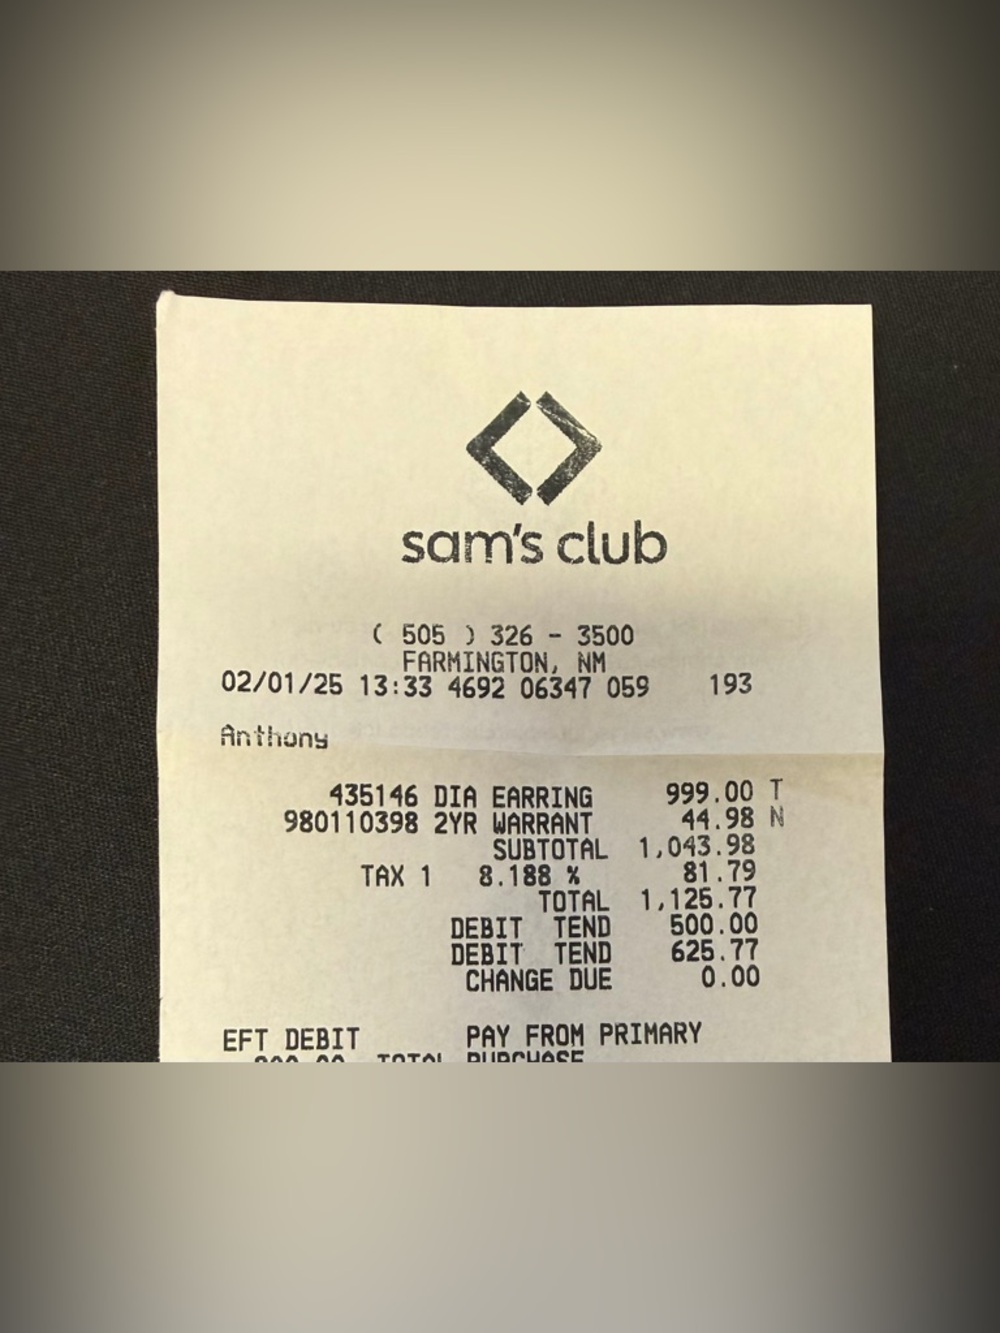 sam's club
( 505 ) 326 - 3500
FARMINGTON, NM
02/01/25 13:33 4692 06347 059 193
Anthony
435146 DIA EARRING 999.00 T
980110398 2YR WARRANT 44.98 N
SUBTOTAL 1,043.98
TAX 1 8.188 % 81.79
TOTAL 1,125.77
DEBIT TEND 500.00
DEBIT TEND 625.77
CHANGE DUE 0.00
EFT DEBIT PAY FROM PRIMARY
TOTAL PURCHASE